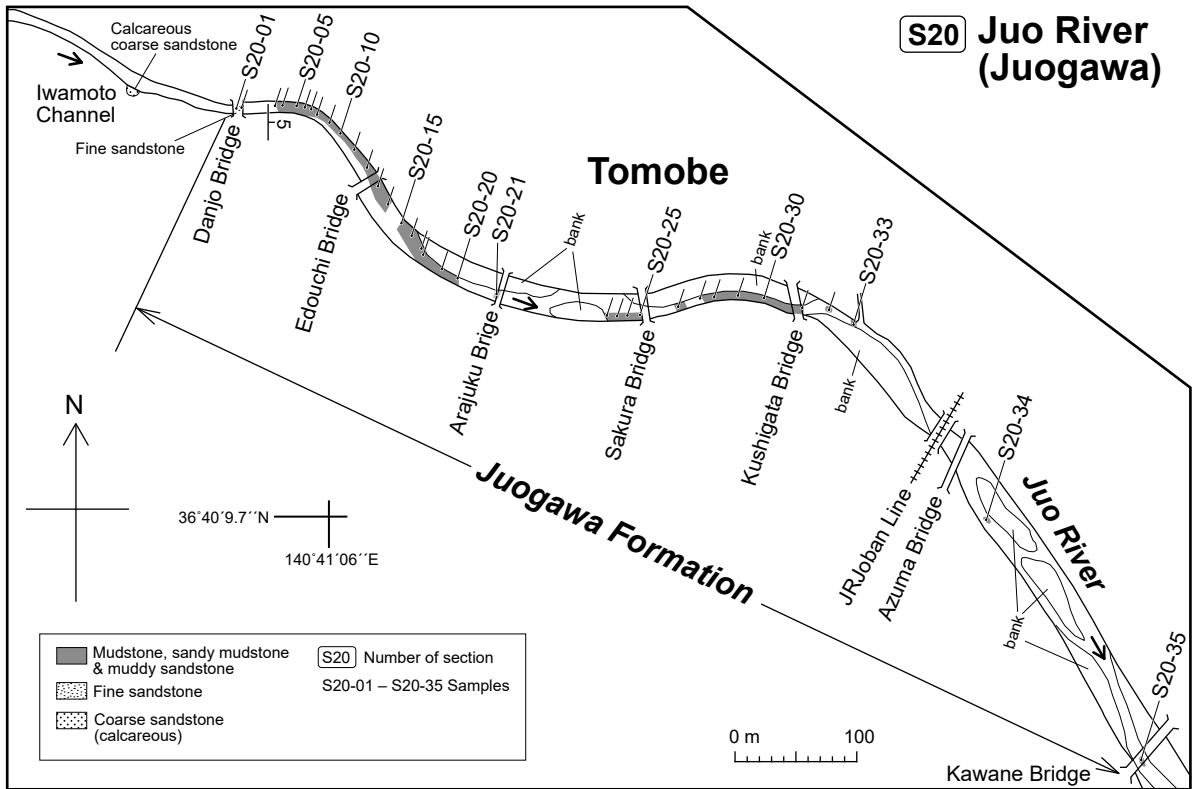 S20 Juo River
(Juogawa)
Calcareous
coarse sandstone
S20-01
S20-05
S20-10
Iwamoto
Channel
Fine sandstone
5
Danjo Bridge
S20-15
Tomobe
Edouchi Bridge
S20-20
S20-21
bank
S20-25
bank
S20-30
S20-33
Arajuku Brige
Sakura Bridge
Kushigata Bridge
bank
N
S20-34
36˚40´09.7´´N
140˚41´06´´E
Juogawa Formation
JRJoban Line
Azuma Bridge
Juo River
bank
S20-35
Mudstone, sandy mudstone
& muddy sandstone
Fine sandstone
Coarse sandstone
(calcareous)
S20 Number of section
S20-01 – S20-35 Samples
0 m 100
Kawane Bridge